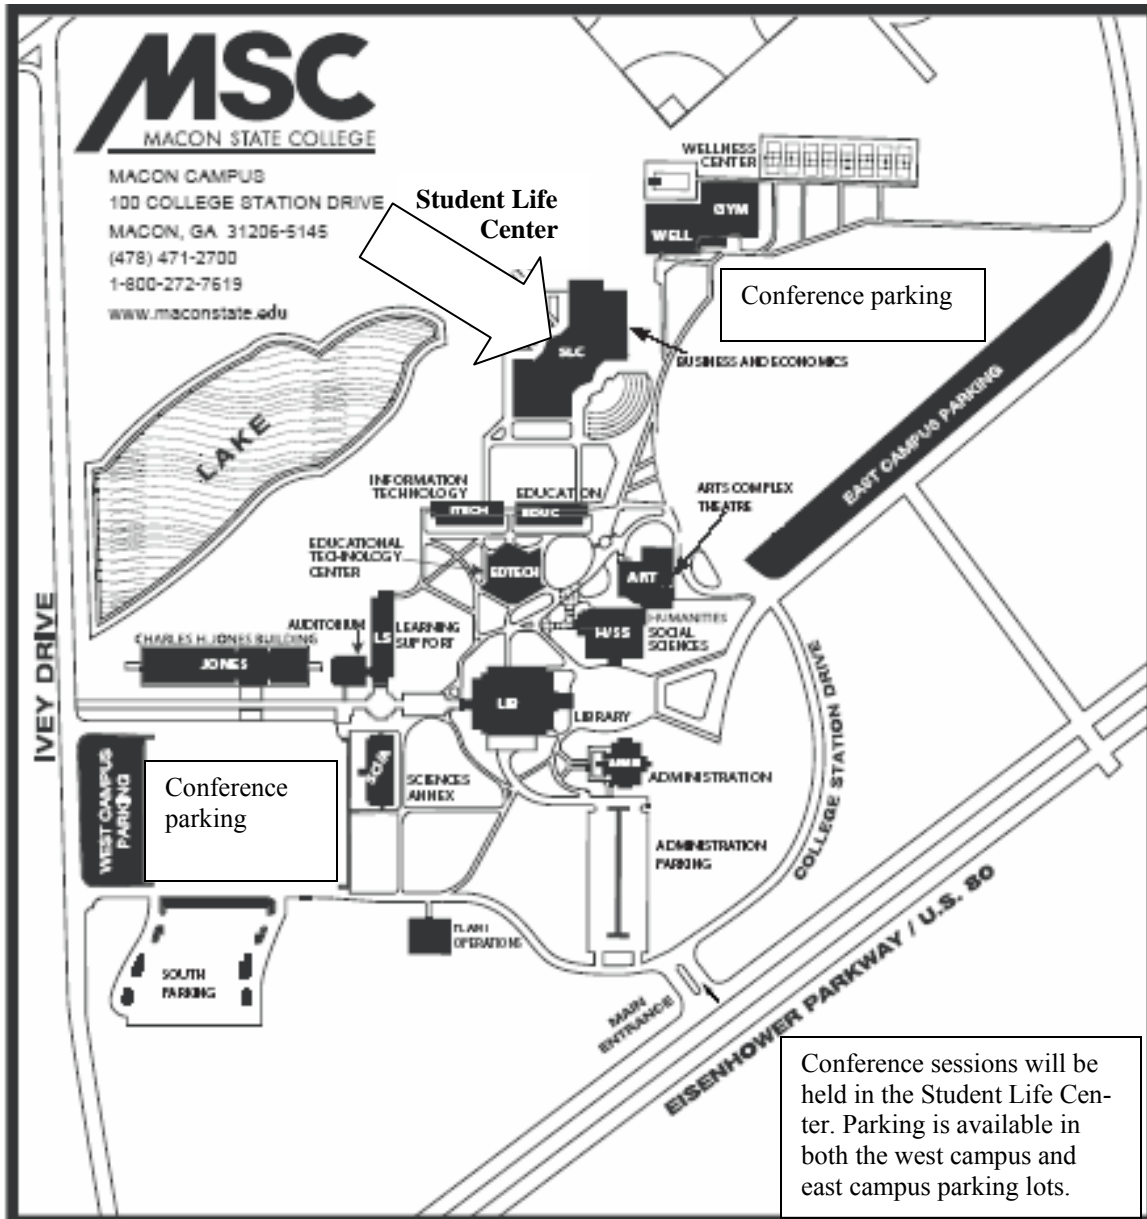 MSC
MACON STATE COLLEGE
MACON CAMPUS
100 COLLEGE STATION DRIVE
MACON, GA 31206-5145
(478) 471-2700
1-800-272-7619
www.maconstate.edu
Student Life
Center
WELLNESS
CENTER
GYM
WELL
Conference parking
SLC
BUSINESS AND ECONOMICS
LAKE
EAST CAMPUS PARKING
INFORMATION
TECHNOLOGY
EDUCATION
ITECH
EDUC
ARTS COMPLEX
THEATRE
EDUCATIONAL
TECHNOLOGY
CENTER
EDTECH
ART
AUDITORIUM
LS
LEARNING
SUPPORT
H/SS
HUMANITIES
SOCIAL
SCIENCES
CHARLES H. JONES BUILDING
JONES
IVEY DRIVE
LIB
LIBRARY
COLLEGE STATION DRIVE
WEST CAMPUS
PARKING
Conference
parking
SCIENCES
ANNEX
ADMINISTRATION
ADMINISTRATION
PARKING
PLANT
OPERATIONS
SOUTH
PARKING
MAIN
ENTRANCE
EISENHOWER PARKWAY / U.S. 80
Conference sessions will be
held in the Student Life Cen-
ter. Parking is available in
both the west campus and
east campus parking lots.